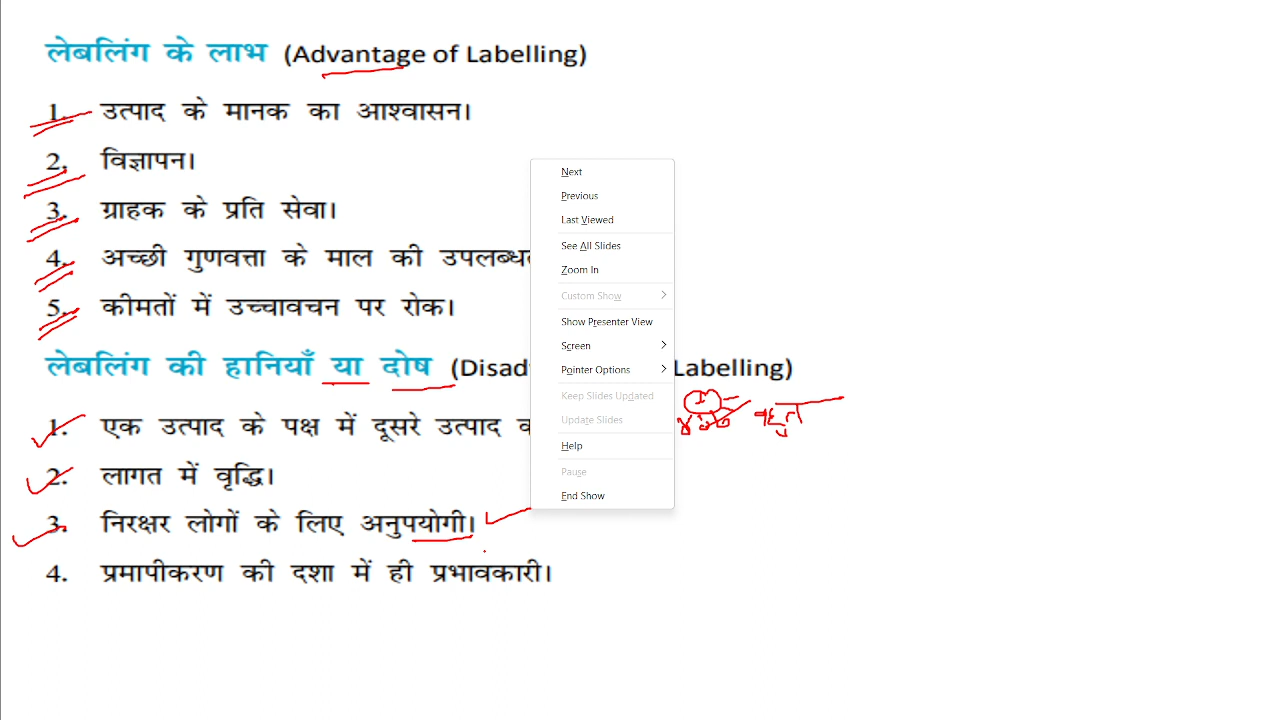 लेबलिंग के लाभ (Advantage of Labelling)
1. उत्पाद के मानक का आश्वासन।
2. विज्ञापन।
3. ग्राहक के प्रति सेवा।
4. अच्छी गुणवत्ता के माल की
5. कीमतों में उच्चावचन पर रोक।
लेबलिंग की हानियाँ या दोष Labelling)
1. एक उत्पाद के पक्ष में दूसरे उत्पाद
2. लागत में वृद्धि।
3. निरक्षर लोगों के लिए अनुपयोगी।
4. प्रमापीकरण की दशा में ही प्रभावकारी।
Next
Previous
Last Viewed
See All Slides
Zoom In
Custom Show
Show Presenter View
Screen
Pointer Options
Keep Slides Updated
Update Slides
Help
Pause
End Show